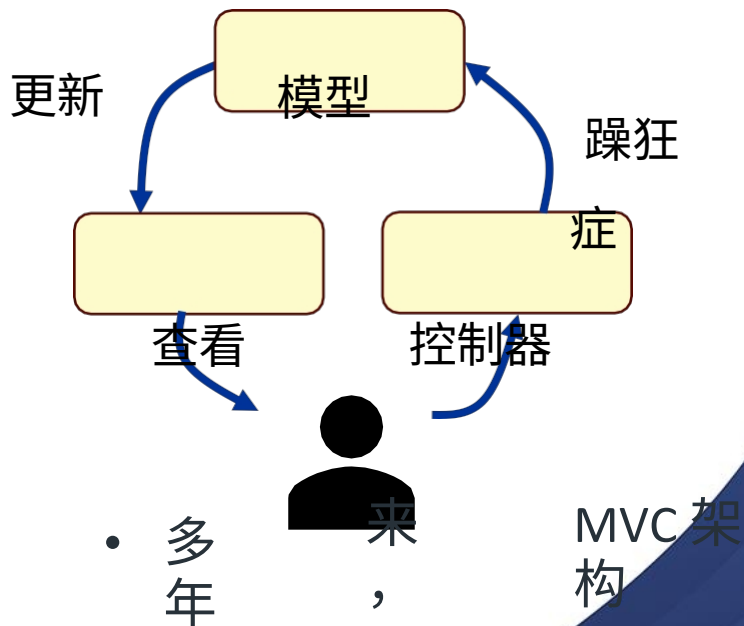 更新
模型
躁狂
症
查看
控制器
• 多 来 MVC 架
年 ， 构